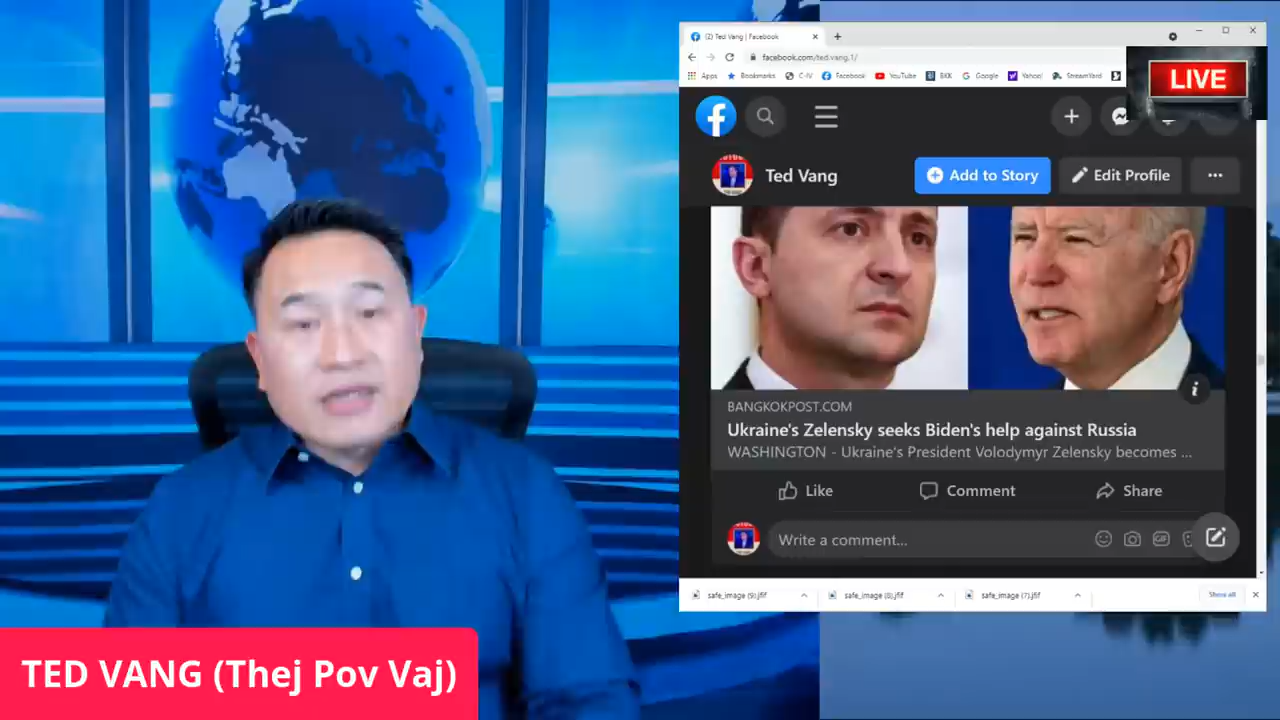 (2) Ted Vang | Facebook
facebook.com/ted.vang.1/
Apps Bookmarks C-IV Facebook YouTube BKK Google Yahoo! StreamYard
LIVE
Ted Vang
Add to Story
Edit Profile
BANGKOKPOST.COM
Ukraine's Zelensky seeks Biden's help against Russia
WASHINGTON - Ukraine's President Volodymyr Zelensky becomes ...
Like
Comment
Share
Write a comment...
GIF
safe_image (9).jfif
safe_image (8).jfif
safe_image (7).jfif
Show all
TED VANG (Thej Pov Vaj)